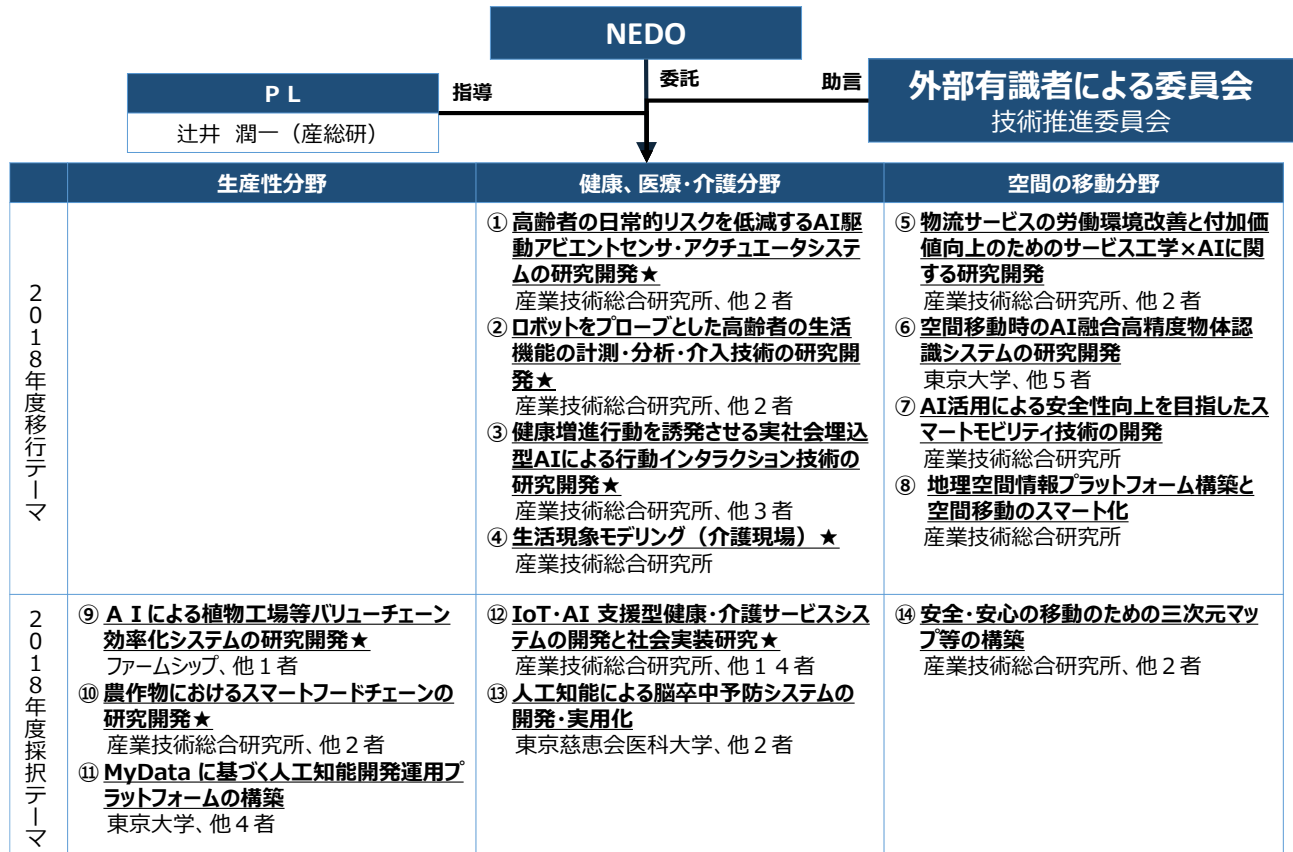 NEDO
委託
助言
指導
P L
辻井 潤一（産総研）
外部有識者による委員会
技術推進委員会
生産性分野
健康、医療・介護分野
空間の移動分野
2018年度移行テーマ
① 高齢者の日常的リスクを低減するAI駆
動アビエントセンサ・アクチュエータシステ
ムの研究開発★
産業技術総合研究所、他２者
② ロボットをプローブとした高齢者の生活
機能の計測・分析・介入技術の研究開
発★
産業技術総合研究所、他２者
③ 健康増進行動を誘発させる実社会埋込
型AIによる行動インタラクション技術の
研究開発★
産業技術総合研究所、他３者
④ 生活現象モデリング（介護現場）★
産業技術総合研究所
⑤ 物流サービスの労働環境改善と付加価
値向上のためのサービス工学×AIに関
する研究開発
産業技術総合研究所、他２者
⑥ 空間移動時のAI融合高精度物体認
識システムの研究開発
東京大学、他５者
⑦ AI活用による安全性向上を目指したス
マートモビリティ技術の開発
産業技術総合研究所
⑧ 地理空間情報プラットフォーム構築と
空間移動のスマート化
産業技術総合研究所
2018年度採択テーマ
⑨ ＡＩによる植物工場等バリューチェーン
効率化システムの研究開発★
ファームシップ、他１者
⑩ 農作物におけるスマートフードチェーンの
研究開発★
産業技術総合研究所、他２者
⑪ MyData に基づく人工知能開発運用プ
ラットフォームの構築
東京大学、他４者
⑫ IoT・AI 支援型健康・介護サービスシス
テムの開発と社会実装研究★
産業技術総合研究所、他１４者
⑬ 人工知能による脳卒中予防システムの
開発・実用化
東京慈恵会医科大学、他２者
⑭ 安全・安心の移動のための三次元マッ
プ等の構築
産業技術総合研究所、他２者